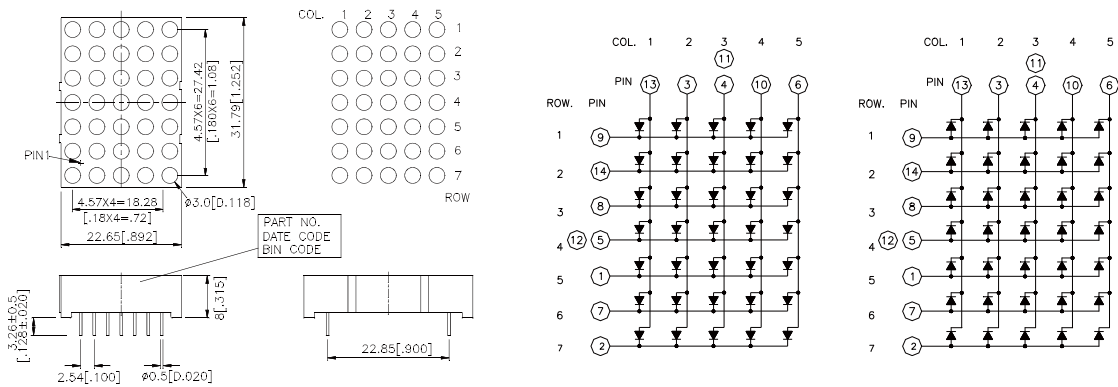 COL. 1 2 3 4 5
1
2
3
4
5
6
7
ROW
4.57X6=27.42
[.180X6=1.08]
31.79[1.252]
PIN1
4.57X4=18.28
[.18X4=.72]
22.65[.892]
ø3.0[D.118]
PART NO.
DATE CODE
BIN CODE
3.26±0.5
[.128±.020]
8[.315]
2.54[.100]
ø0.5[D.020]
22.85[.900]
COL. 1 2 3 4 5
11
PIN 13 3 4 10 6
ROW. PIN
1 9
2 14
3 8
4 12 5
5 1
6 7
7 2
COL. 1 2 3 4 5
11
PIN 13 3 4 10 6
ROW. PIN
1 9
2 14
3 8
4 12 5
5 1
6 7
7 2